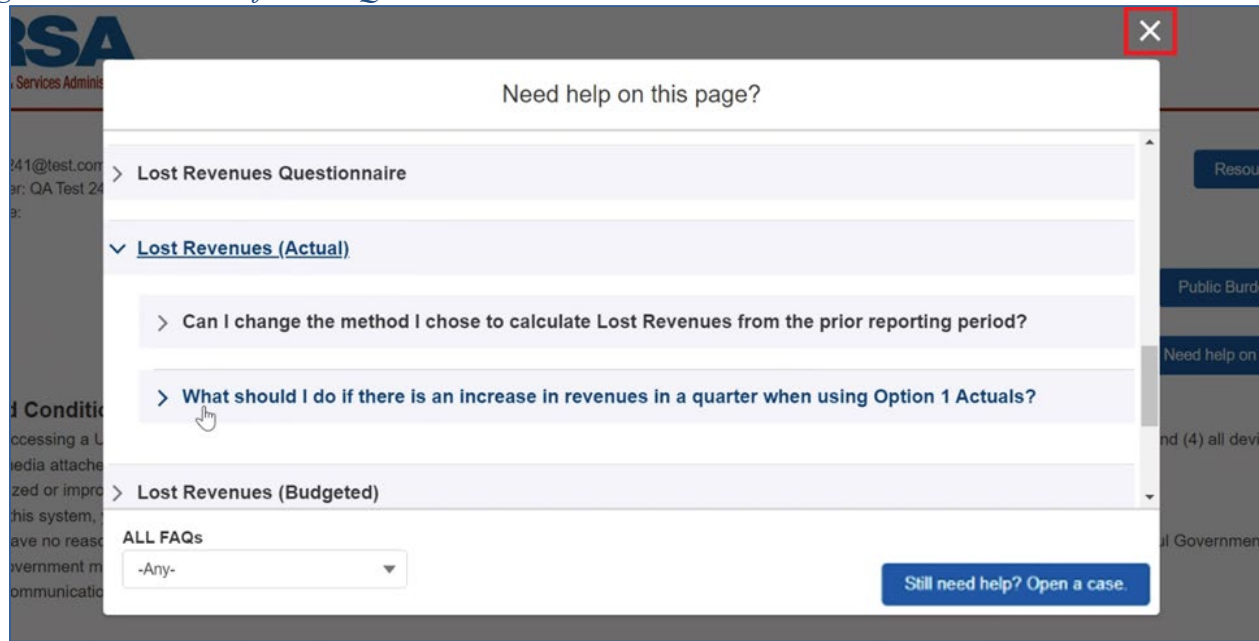 RSA
Services Adminis
Need help on this page?
241@test.com
er: QA Test 24
e:
Lost Revenues Questionnaire
Resou
Lost Revenues (Actual)
Public Burd
Can I change the method I chose to calculate Lost Revenues from the prior reporting period?
Need help on
What should I do if there is an increase in revenues in a quarter when using Option 1 Actuals?
d Conditio
ccessing a U
nd (4) all devi
media attache
zed or impro
Lost Revenues (Budgeted)
this system,
ave no reaso
ul Governmen
overnment m
ommunicatio
ALL FAQs
-Any-
Still need help? Open a case.